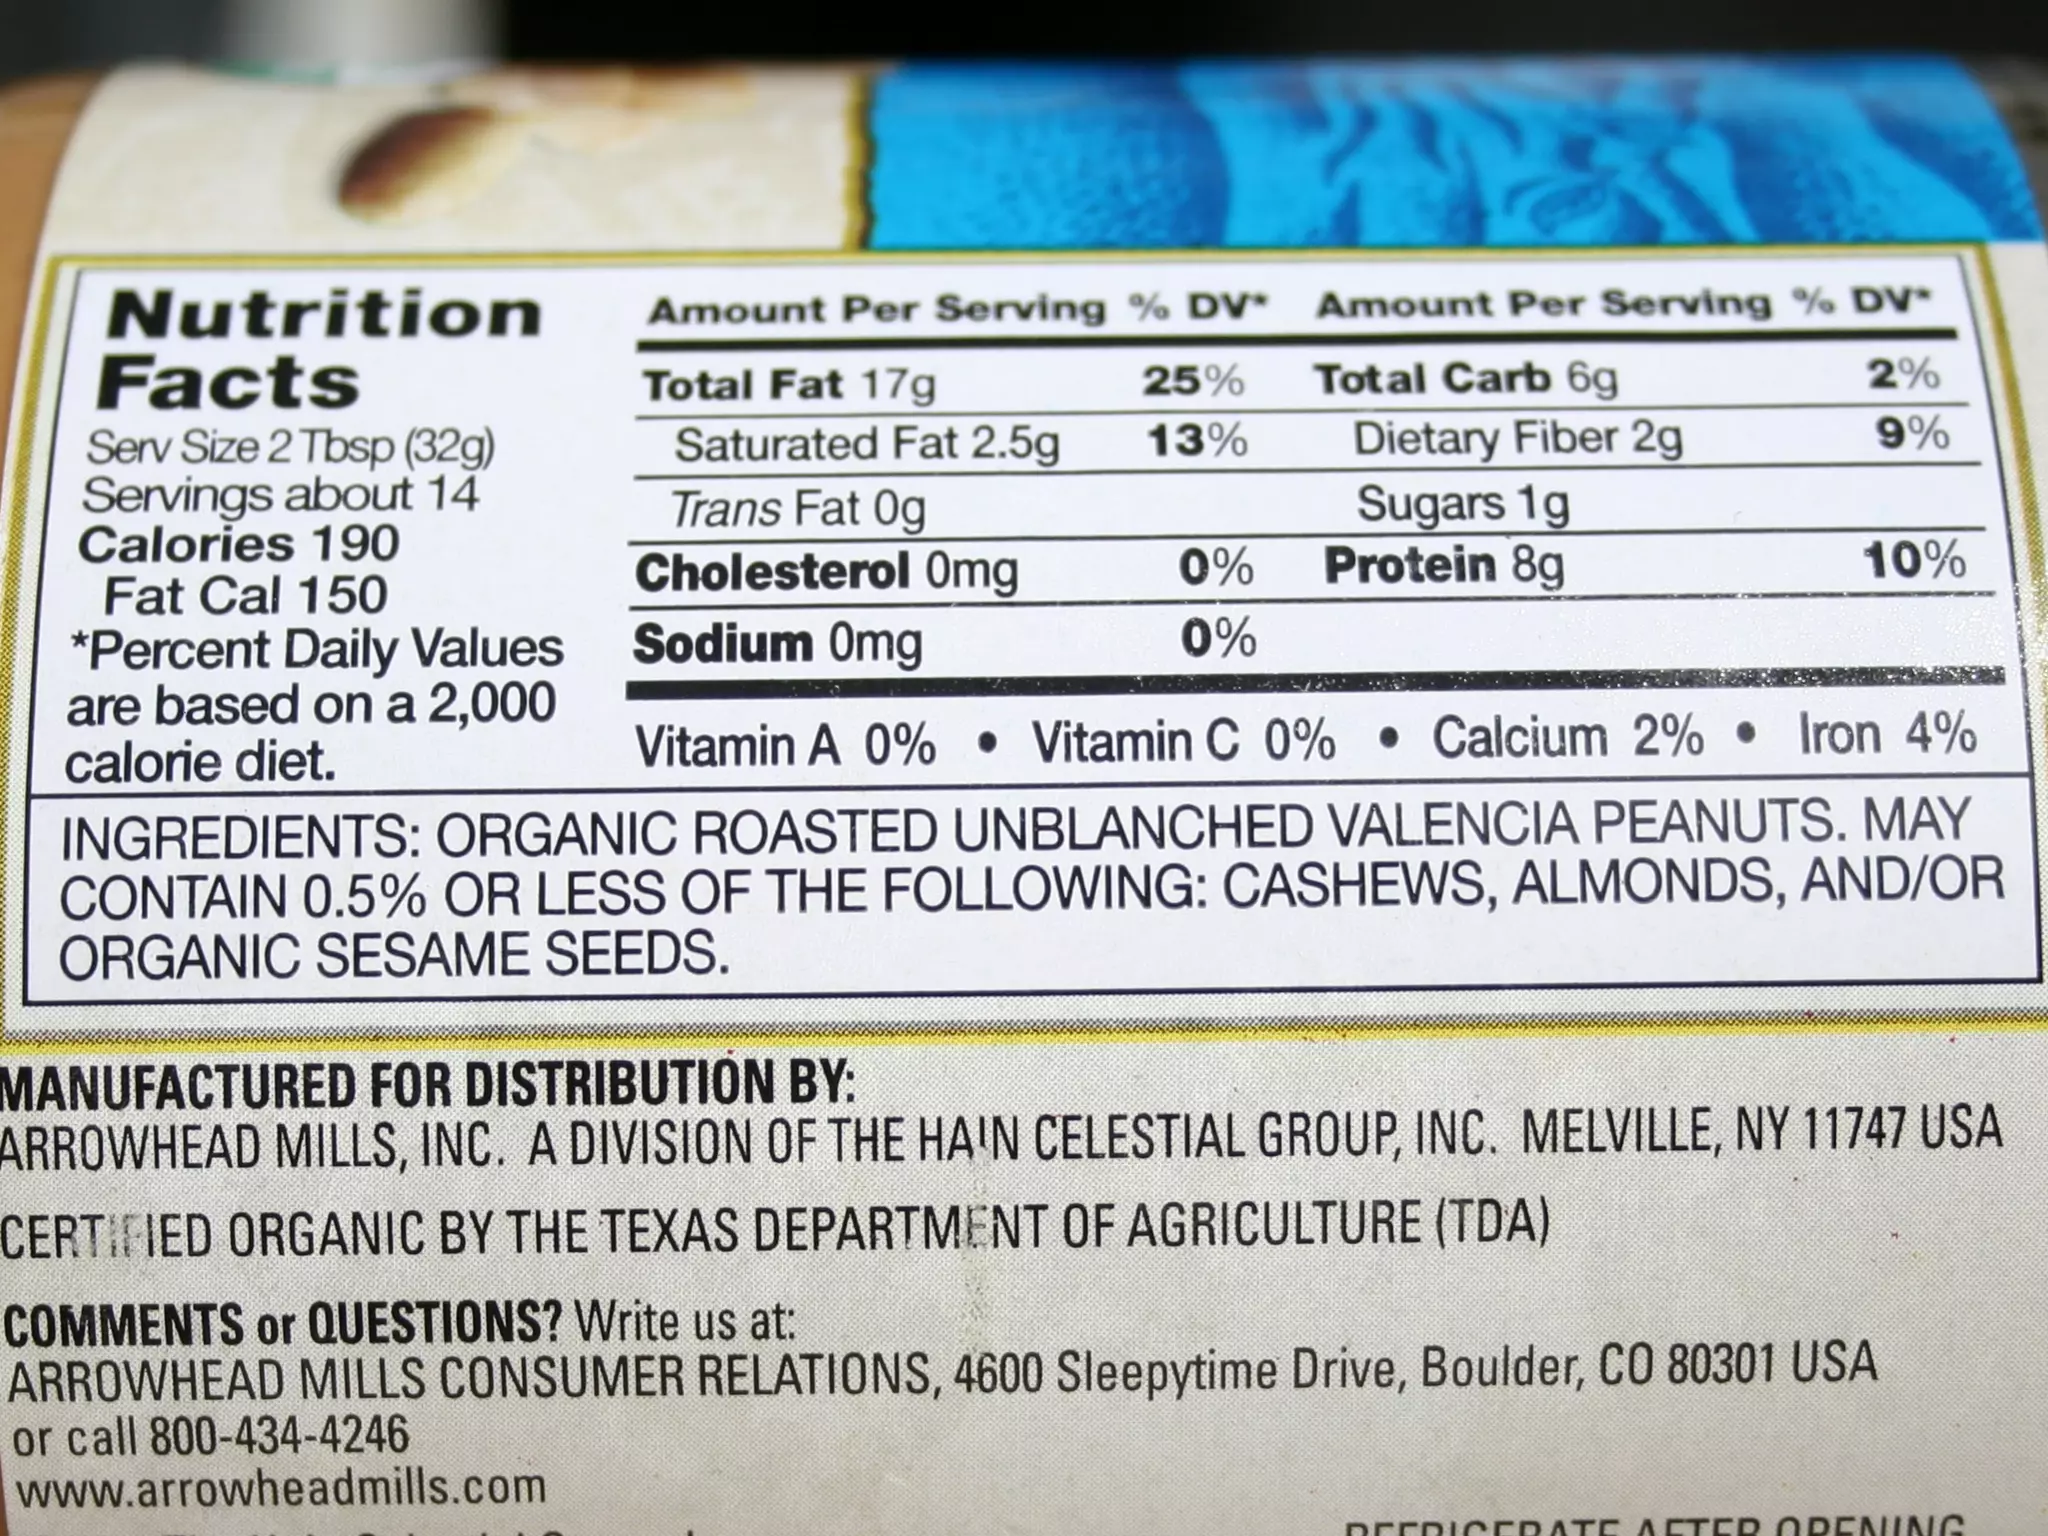 Nutrition
Facts
Serv Size 2 Tbsp (32g)
Servings about 14
Calories 190
Fat Cal 150
*Percent Daily Values
are based on a 2,000
calorie diet.
Amount Per Serving % DV* Amount Per Serving % DV*
Total Fat 17g 25% Total Carb 6g 2%
Saturated Fat 2.5g 13% Dietary Fiber 2g 9%
Trans Fat 0g Sugars 1g
Cholesterol 0mg 0% Protein 8g 10%
Sodium 0mg 0%
Vitamin A 0% • Vitamin C 0% • Calcium 2% • Iron 4%
INGREDIENTS: ORGANIC ROASTED UNBLANCHED VALENCIA PEANUTS. MAY
CONTAIN 0.5% OR LESS OF THE FOLLOWING: CASHEWS, ALMONDS, AND/OR
ORGANIC SESAME SEEDS.
MANUFACTURED FOR DISTRIBUTION BY:
ARROWHEAD MILLS, INC. A DIVISION OF THE HAIN CELESTIAL GROUP, INC. MELVILLE, NY 11747 USA
CERTIFIED ORGANIC BY THE TEXAS DEPARTMENT OF AGRICULTURE (TDA)
COMMENTS or QUESTIONS? Write us at:
ARROWHEAD MILLS CONSUMER RELATIONS, 4600 Sleepytime Drive, Boulder, CO 80301 USA
or call 800-434-4246
www.arrowheadmills.com
REFRIGERATE AFTER OPENING